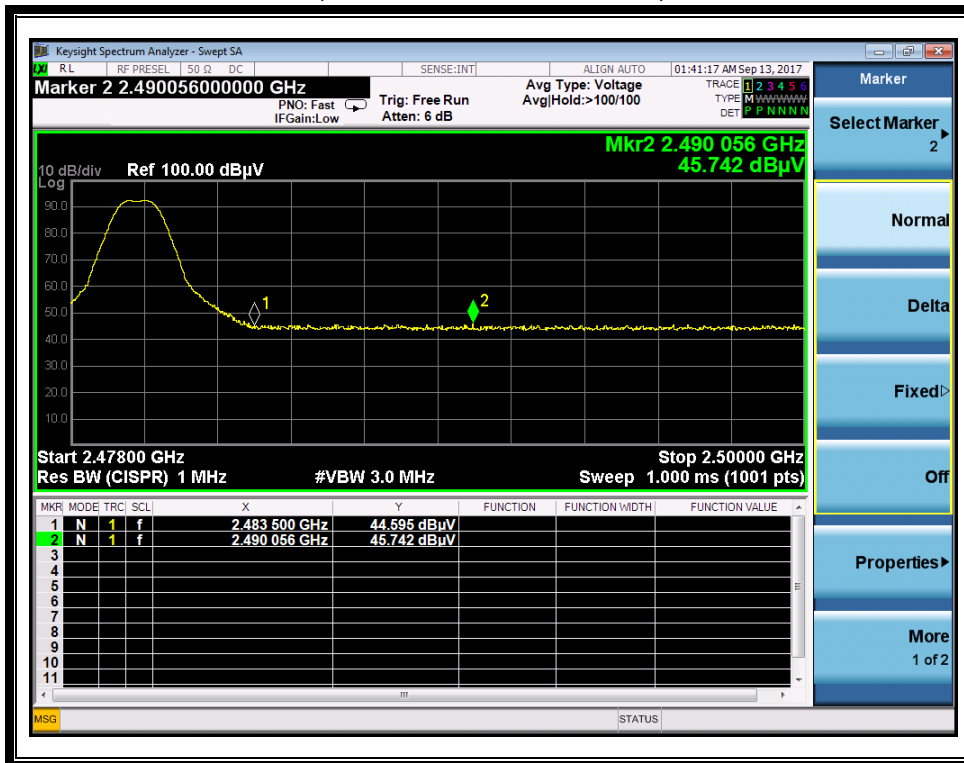 Keysight Spectrum Analyzer - Swept SA
RL RF PRESEL 50 Ω DC SENSE:INT ALIGN AUTO 01:41:17 AM Sep 13, 2017
Marker 2 2.490056000000 GHz
PNO: Fast
IFGain:Low
Trig: Free Run
Atten: 6 dB
Avg Type: Voltage
Avg|Hold:>100/100
TRACE 1 2 3 4 5 6
TYPE M W W W W W
DET P P N N N N
Mkr2 2.490 056 GHz
45.742 dBµV
10 dB/div Ref 100.00 dBµV
Log
90.0
80.0
70.0
60.0
50.0
40.0
30.0
20.0
10.0
1
2
Start 2.47800 GHz Stop 2.50000 GHz
Res BW (CISPR) 1 MHz #VBW 3.0 MHz Sweep 1.000 ms (1001 pts)
MKR MODE TRC SCL X Y FUNCTION FUNCTION WIDTH FUNCTION VALUE
1 N 1 f 2.483 500 GHz 44.595 dBµV
2 N 1 f 2.490 056 GHz 45.742 dBµV
3
4
5
6
7
8
9
10
11
MSG STATUS
Marker
Select Marker
2
Normal
Delta
Fixed
Off
Properties
More
1 of 2